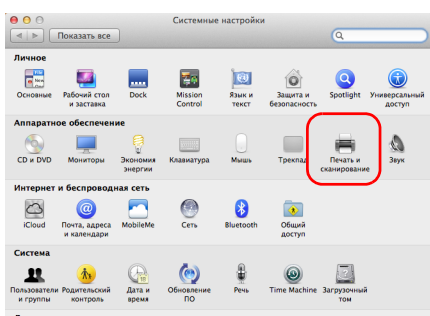 Системные настройки
Показать все
Личное
Основные
Рабочий стол и заставка
Dock
Mission Control
Язык и текст
Защита и безопасность
Spotlight
Универсальный доступ
Аппаратное обеспечение
CD и DVD
Мониторы
Экономия энергии
Клавиатура
Мышь
Трекпад
Печать и сканирование
Звук
Интернет и беспроводная сеть
iCloud
Почта, адреса и календари
MobileMe
Сеть
Bluetooth
Общий доступ
Система
Пользователи и группы
Родительский контроль
Дата и время
Обновление ПО
Речь
Time Machine
Загрузочный том